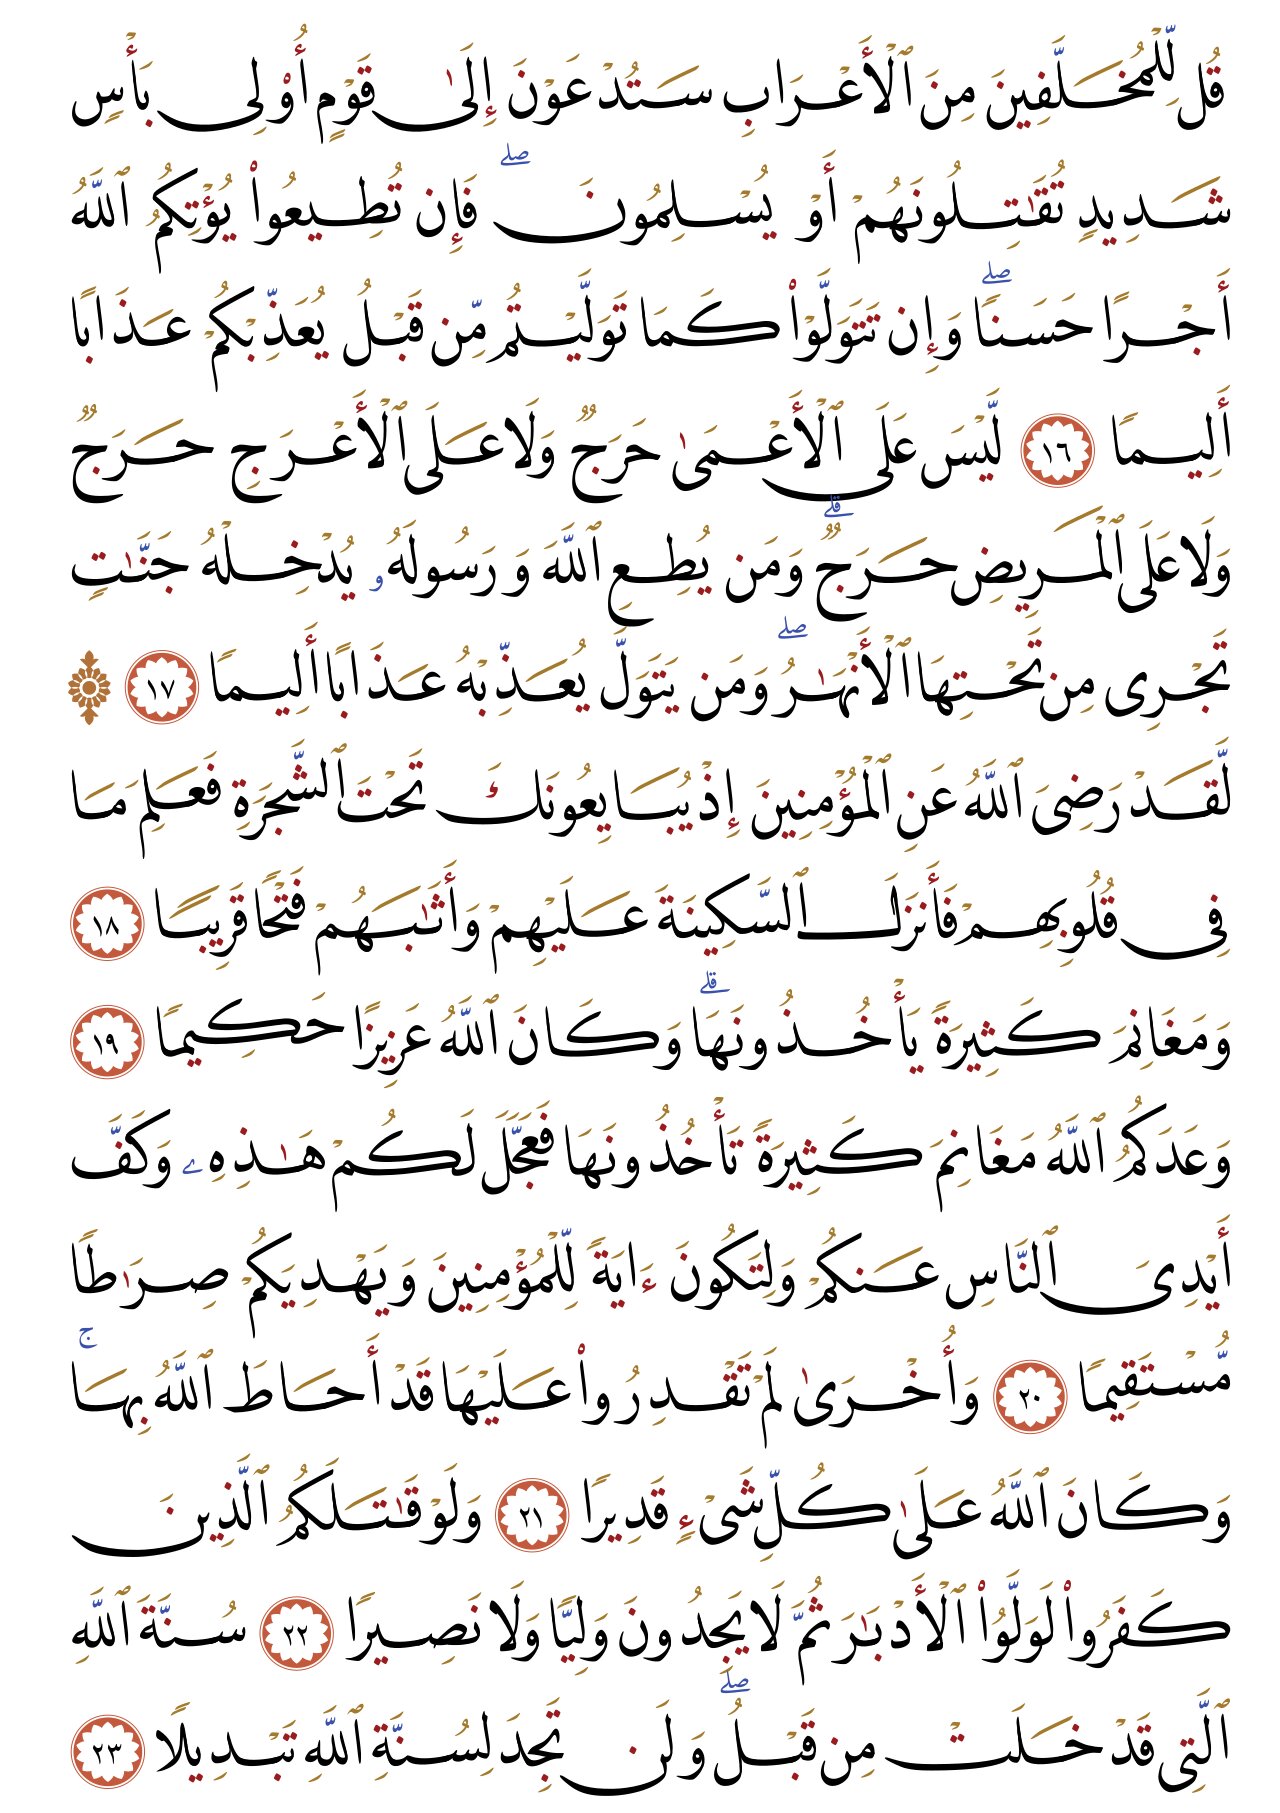 قُل لِّلْمُخَلَّفِينَ مِنَ ٱلْأَعْرَابِ سَتُدْعَوْنَ إِلَىٰ قَوْمٍ أُو۟لِى بَأْسٍ
شَدِيدٍ تُقَـٰتِلُونَهُمْ أَوْ يُسْلِمُونَ ۖ فَإِن تُطِيعُوا۟ يُؤْتِكُمُ ٱللَّهُ
أَجْرًا حَسَنًا ۖ وَإِن تَتَوَلَّوْا۟ كَمَا تَوَلَّيْتُم مِّن قَبْلُ يُعَذِّبْكُمْ عَذَابًا
أَلِيمًا ١٦ لَّيْسَ عَلَى ٱلْأَعْمَىٰ حَرَجٌ وَلَا عَلَى ٱلْأَعْرَجِ حَرَجٌ
وَلَا عَلَى ٱلْمَرِيضِ حَرَجٌ ۗ وَمَن يُطِعِ ٱللَّهَ وَرَسُولَهُۥ يُدْخِلْهُ جَنَّـٰتٍ
تَجْرِى مِن تَحْتِهَا ٱلْأَنْهَـٰرُ ۖ وَمَن يَتَوَلَّ يُعَذِّبْهُ عَذَابًا أَلِيمًا ١٧ ۞
لَّقَدْ رَضِىَ ٱللَّهُ عَنِ ٱلْمُؤْمِنِينَ إِذْ يُبَايِعُونَكَ تَحْتَ ٱلشَّجَرَةِ فَعَلِمَ مَا
فِى قُلُوبِهِمْ فَأَنزَلَ ٱلسَّكِينَةَ عَلَيْهِمْ وَأَثَـٰبَهُمْ فَتْحًا قَرِيبًا ١٨
وَمَغَانِمَ كَثِيرَةً يَأْخُذُونَهَا ۗ وَكَانَ ٱللَّهُ عَزِيزًا حَكِيمًا ١٩
وَعَدَكُمُ ٱللَّهُ مَغَانِمَ كَثِيرَةً تَأْخُذُونَهَا فَعَجَّلَ لَكُمْ هَـٰذِهِۦ وَكَفَّ
أَيْدِىَ ٱلنَّاسِ عَنكُمْ وَلِتَكُونَ ءَايَةً لِّلْمُؤْمِنِينَ وَيَهْدِيَكُمْ صِرَٰطًا
مُّسْتَقِيمًا ٢٠ وَأُخْرَىٰ لَمْ تَقْدِرُوا۟ عَلَيْهَا قَدْ أَحَاطَ ٱللَّهُ بِهَا ۚ
وَكَانَ ٱللَّهُ عَلَىٰ كُلِّ شَىْءٍ قَدِيرًا ٢١ وَلَوْ قَـٰتَلَكُمُ ٱلَّذِينَ
كَفَرُوا۟ لَوَلَّوُا۟ ٱلْأَدْبَـٰرَ ثُمَّ لَا يَجِدُونَ وَلِيًّا وَلَا نَصِيرًا ٢٢ سُنَّةَ ٱللَّهِ
ٱلَّتِى قَدْ خَلَتْ مِن قَبْلُ ۖ وَلَن تَجِدَ لِسُنَّةِ ٱللَّهِ تَبْدِيلًا ٢٣